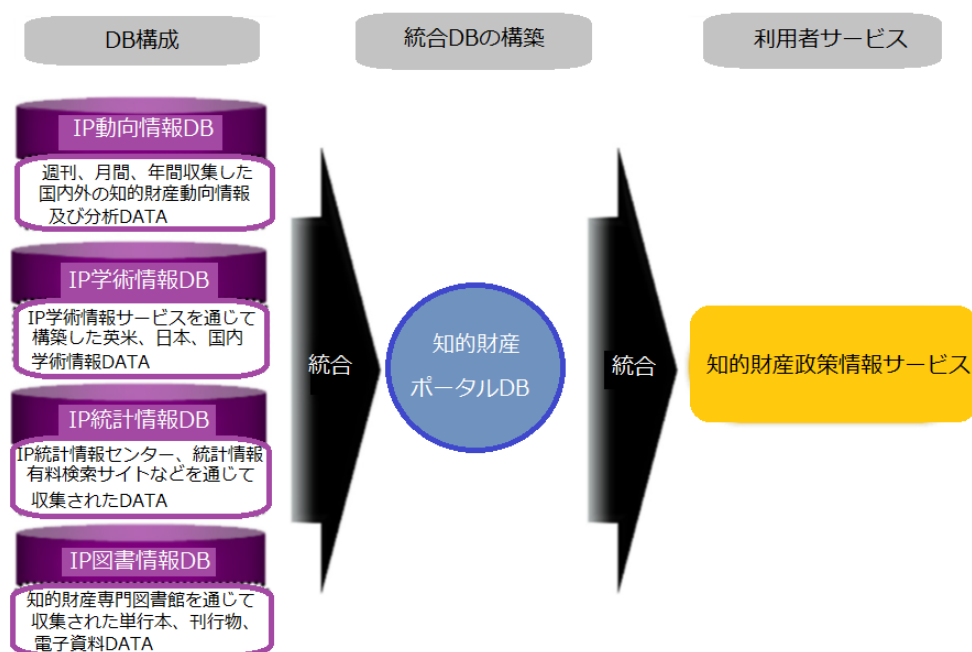 DB構成
統合DBの構築
利用者サービス
IP動向情報DB
週刊、月間、年間収集した
国内外の知的財産動向情報
及び分析DATA
IP学術情報DB
IP学術情報サービスを通じて
構築した英米、日本、国内
学術情報DATA
IP統計情報DB
IP統計情報センター、統計情報
有料検索サイトなどを通じて
収集されたDATA
IP図書情報DB
知的財産専門図書館を通じて
収集された単行本、刊行物、
電子資料DATA
統合
知的財産
ポータルDB
統合
知的財産政策情報サービス